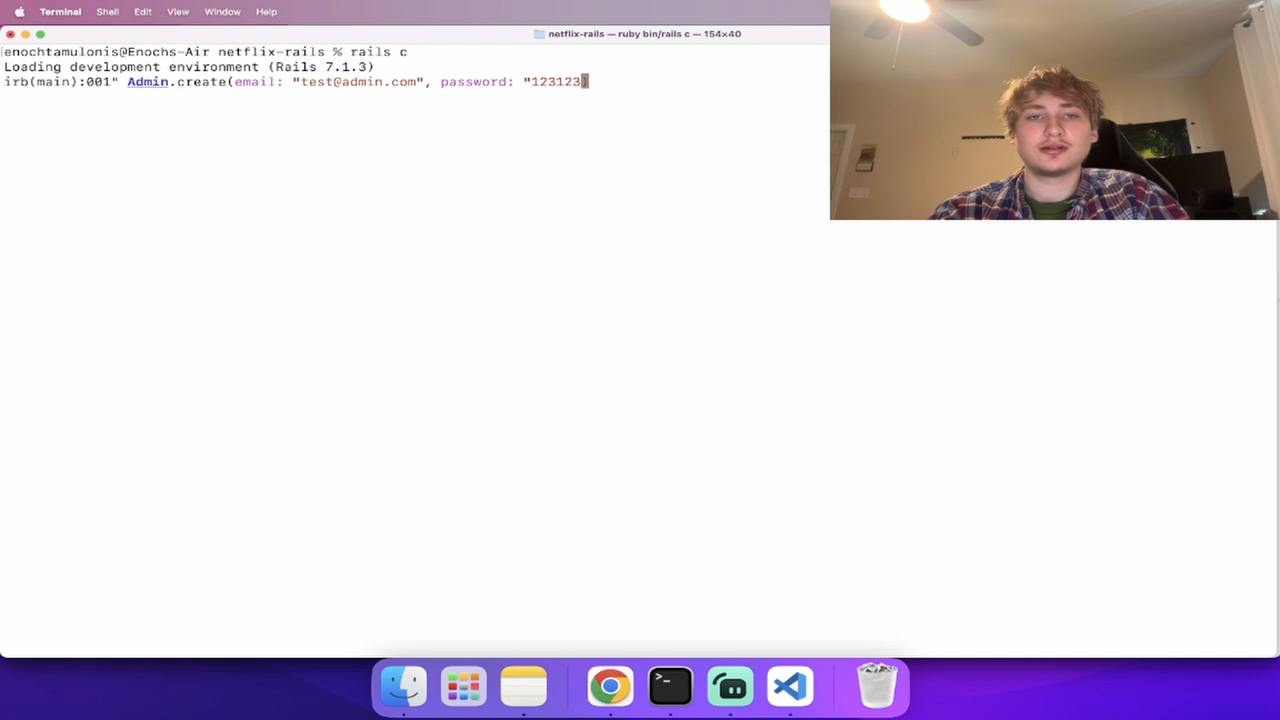 Terminal Shell Edit View Window Help
netflix-rails — ruby bin/rails c — 154×40
enochtamulonis@Enochs-Air netflix-rails % rails c
Loading development environment (Rails 7.1.3)
irb(main):001" Admin.create(email: "test@admin.com", password: "123123)
>_